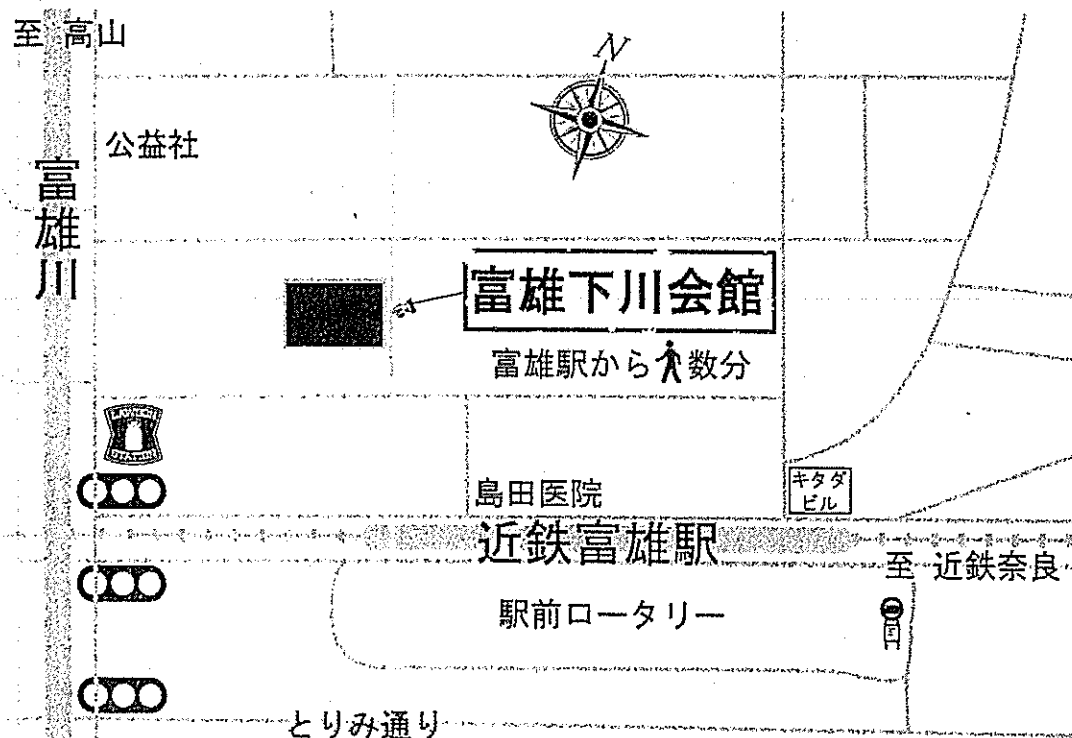 至 高山
N
公益社
富雄川
富雄下川会館
富雄駅から 数分
島田医院
キタダ
ビル
近鉄富雄駅
至 近鉄奈良
駅前ロータリー
とりみ通り